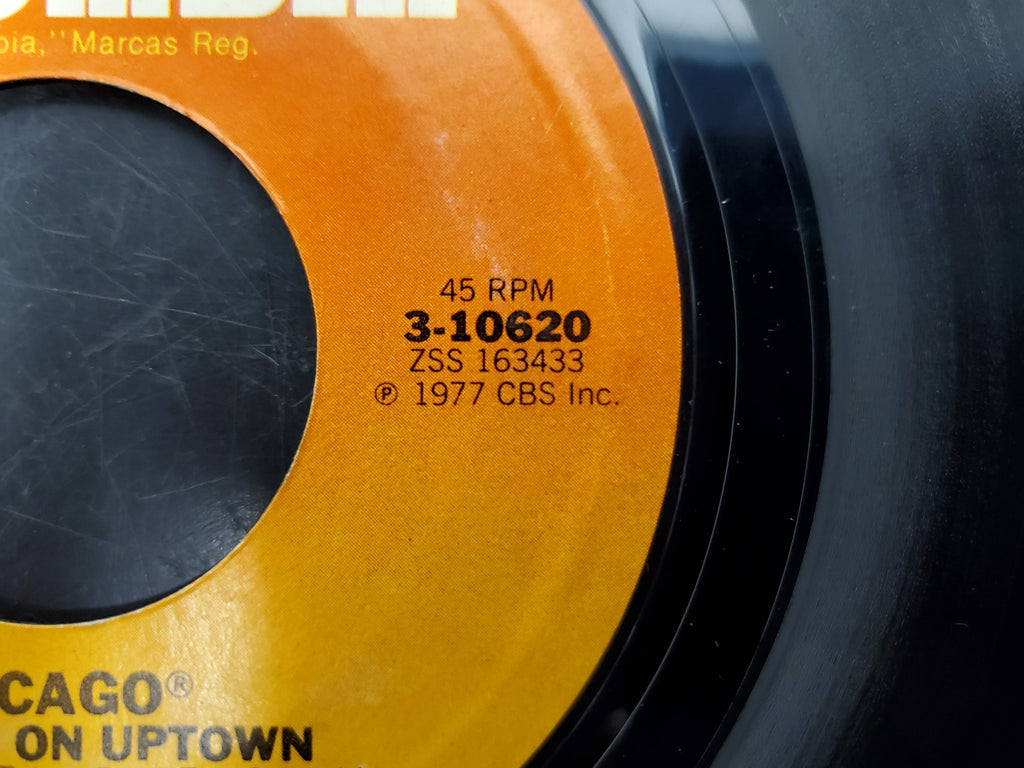 bia," Marcas Reg.
45 RPM
3-10620
ZSS 163433
℗ 1977 CBS Inc.
CAGO®
ON UPTOWN